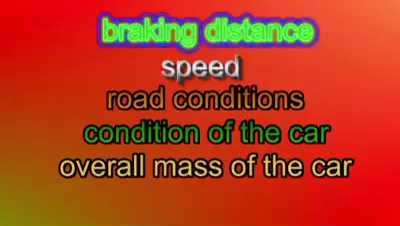 braking distance
speed
road conditions
condition of the car
overall mass of the car